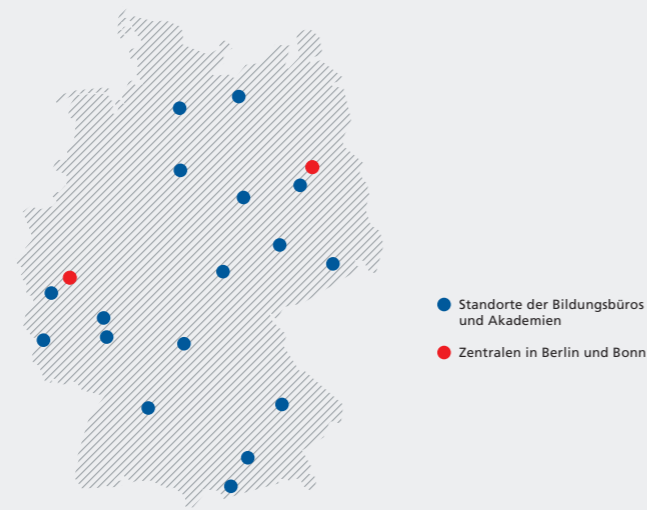 Standorte der Bildungsbüros
und Akademien
Zentralen in Berlin und Bonn